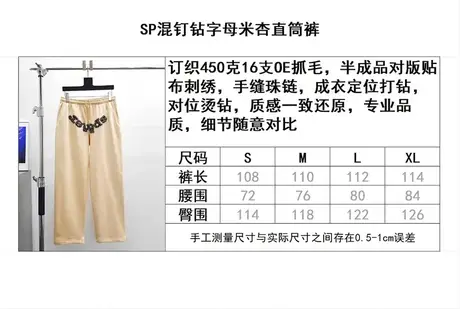 SP混钉钻字母米杏直筒裤
订织450克16支OE抓毛，半成品对版贴
布刺绣，手缝珠链，成衣定位打钻，
对位烫钻，质感一致还原，专业品
质，细节随意对比
尺码 S M L XL
裤长 108 110 112 114
腰围 72 76 80 84
臀围 114 118 122 126
手工测量尺寸与实际尺寸之间存在0.5-1cm误差